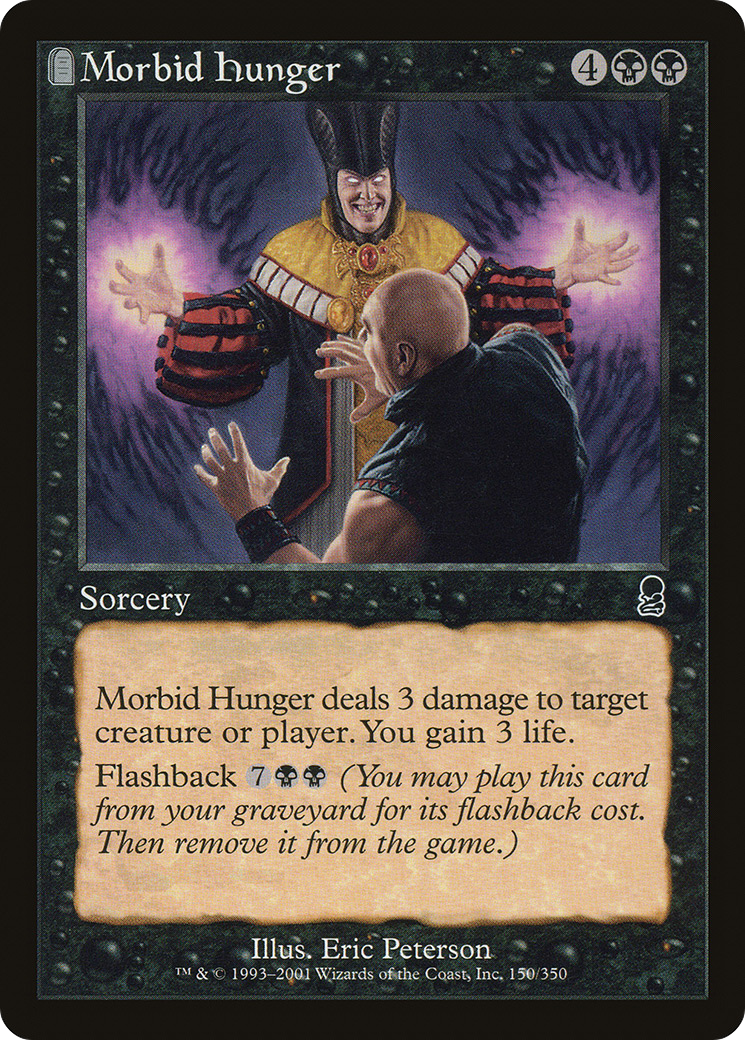 Morbid Hunger
4
Sorcery
Morbid Hunger deals 3 damage to target
creature or player. You gain 3 life.
Flashback 7 (You may play this card
from your graveyard for its flashback cost.
Then remove it from the game.)
Illus. Eric Peterson
™ & © 1993–2001 Wizards of the Coast, Inc. 150/350